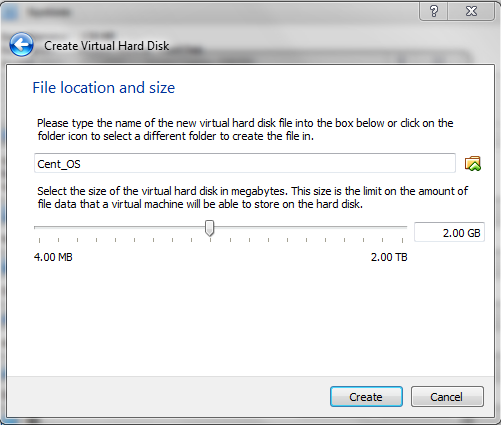 Create Virtual Hard Disk
File location and size
Please type the name of the new virtual hard disk file into the box below or click on the
folder icon to select a different folder to create the file in.
Cent_OS
Select the size of the virtual hard disk in megabytes. This size is the limit on the amount of
file data that a virtual machine will be able to store on the hard disk.
2.00 GB
4.00 MB
2.00 TB
Create
Cancel